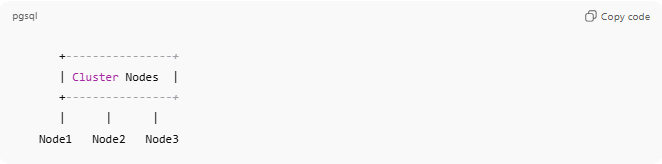 pgsql Copy code
+----------------+
| Cluster Nodes  |
+----------------+
|      |      |
Node1   Node2   Node3